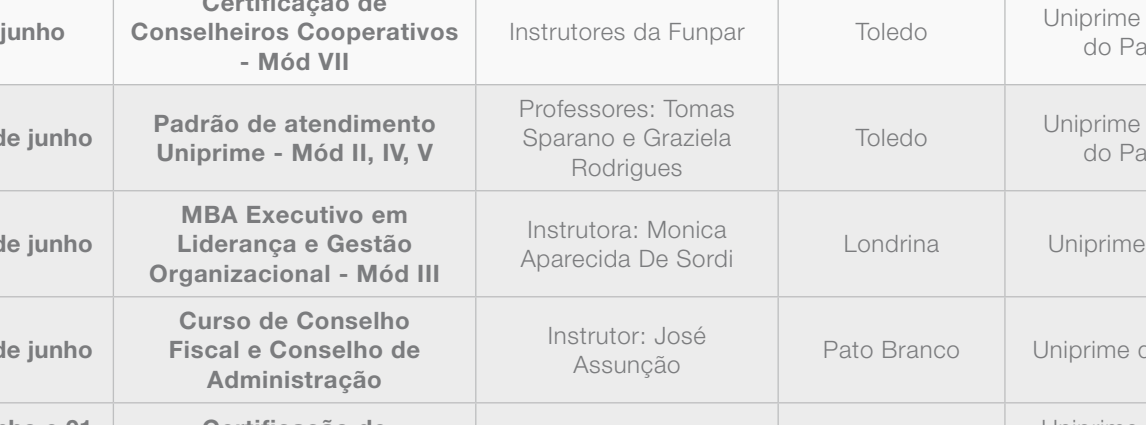 Certificação de
junho
Conselheiros Cooperativos
- Mód VII
Instrutores da Funpar
Toledo
Uniprime
do Pa
de junho
Padrão de atendimento
Uniprime - Mód II, IV, V
Professores: Tomas
Sparano e Graziela
Rodrigues
Toledo
Uniprime
do Pa
de junho
MBA Executivo em
Liderança e Gestão
Organizacional - Mód III
Instrutora: Monica
Aparecida De Sordi
Londrina
Uniprime
de junho
Curso de Conselho
Fiscal e Conselho de
Administração
Instrutor: José
Assunção
Pato Branco
Uniprime d
Certificação de
Uniprime